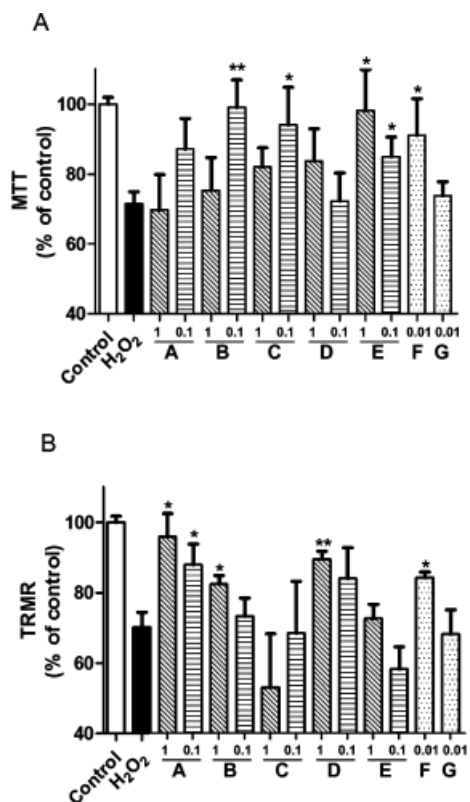 A
MTT
(% of control)
100
80
60
40
** * * * *
Control H₂O₂ 1 0.1 1 0.1 1 0.1 1 0.1 1 0.1 0.01 0.01
A B C D E F G
B
TRMR
(% of control)
100
80
60
40
* * * ** *
Control H₂O₂ 1 0.1 1 0.1 1 0.1 1 0.1 1 0.1 0.01 0.01
A B C D E F G